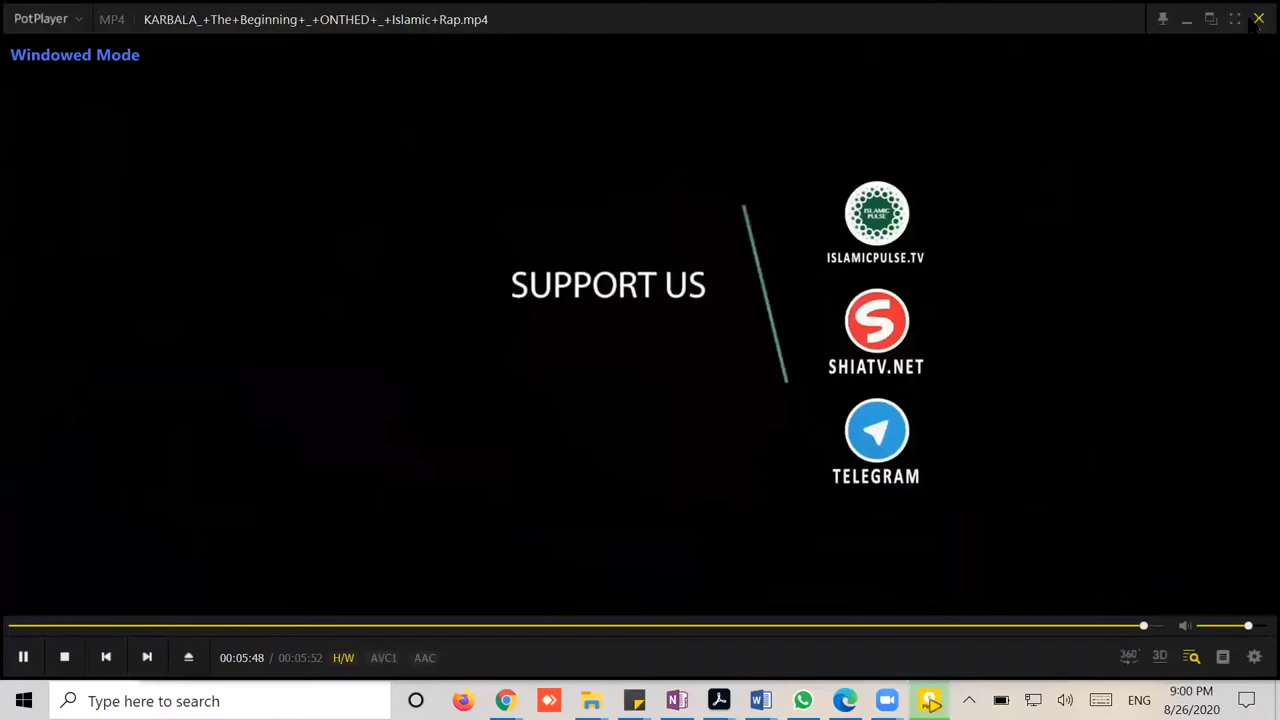 PotPlayer MP4 KARBALA_+The+Beginning+_+ONTHED+_+Islamic+Rap.mp4
Windowed Mode
SUPPORT US
ISLAMIC
PULSE
ISLAMICPULSE.TV
SHIATV.NET
TELEGRAM
00:05:48 / 00:05:52 H/W AVC1 AAC
360° 3D
Type here to search
ENG
9:00 PM
8/26/2020